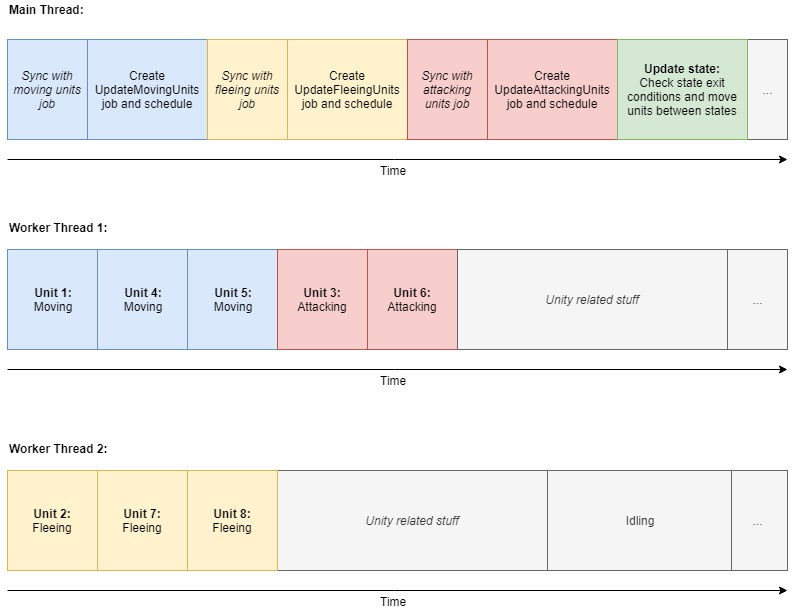 Main Thread:
Sync with
moving units
job
Create
UpdateMovingUnits
job and schedule
Sync with
fleeing units
job
Create
UpdateFleeingUnits
job and schedule
Sync with
attacking
units job
Create
UpdateAttackingUnits
job and schedule
Update state:
Check state exit
conditions and move
units between states
...
Time
Worker Thread 1:
Unit 1:
Moving
Unit 4:
Moving
Unit 5:
Moving
Unit 3:
Attacking
Unit 6:
Attacking
Unity related stuff
...
Time
Worker Thread 2:
Unit 2:
Fleeing
Unit 7:
Fleeing
Unit 8:
Fleeing
Unity related stuff
Idling
...
Time